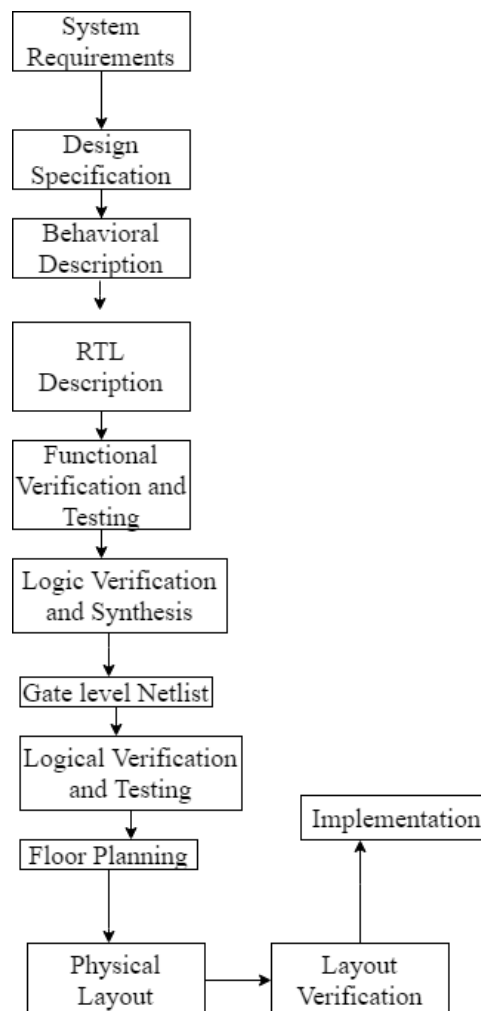 System
Requirements
Design
Specification
Behavioral
Description
RTL
Description
Functional
Verification and
Testing
Logic Verification
and Synthesis
Gate level Netlist
Logical Verification
and Testing
Floor Planning
Physical
Layout
Layout
Verification
Implementation